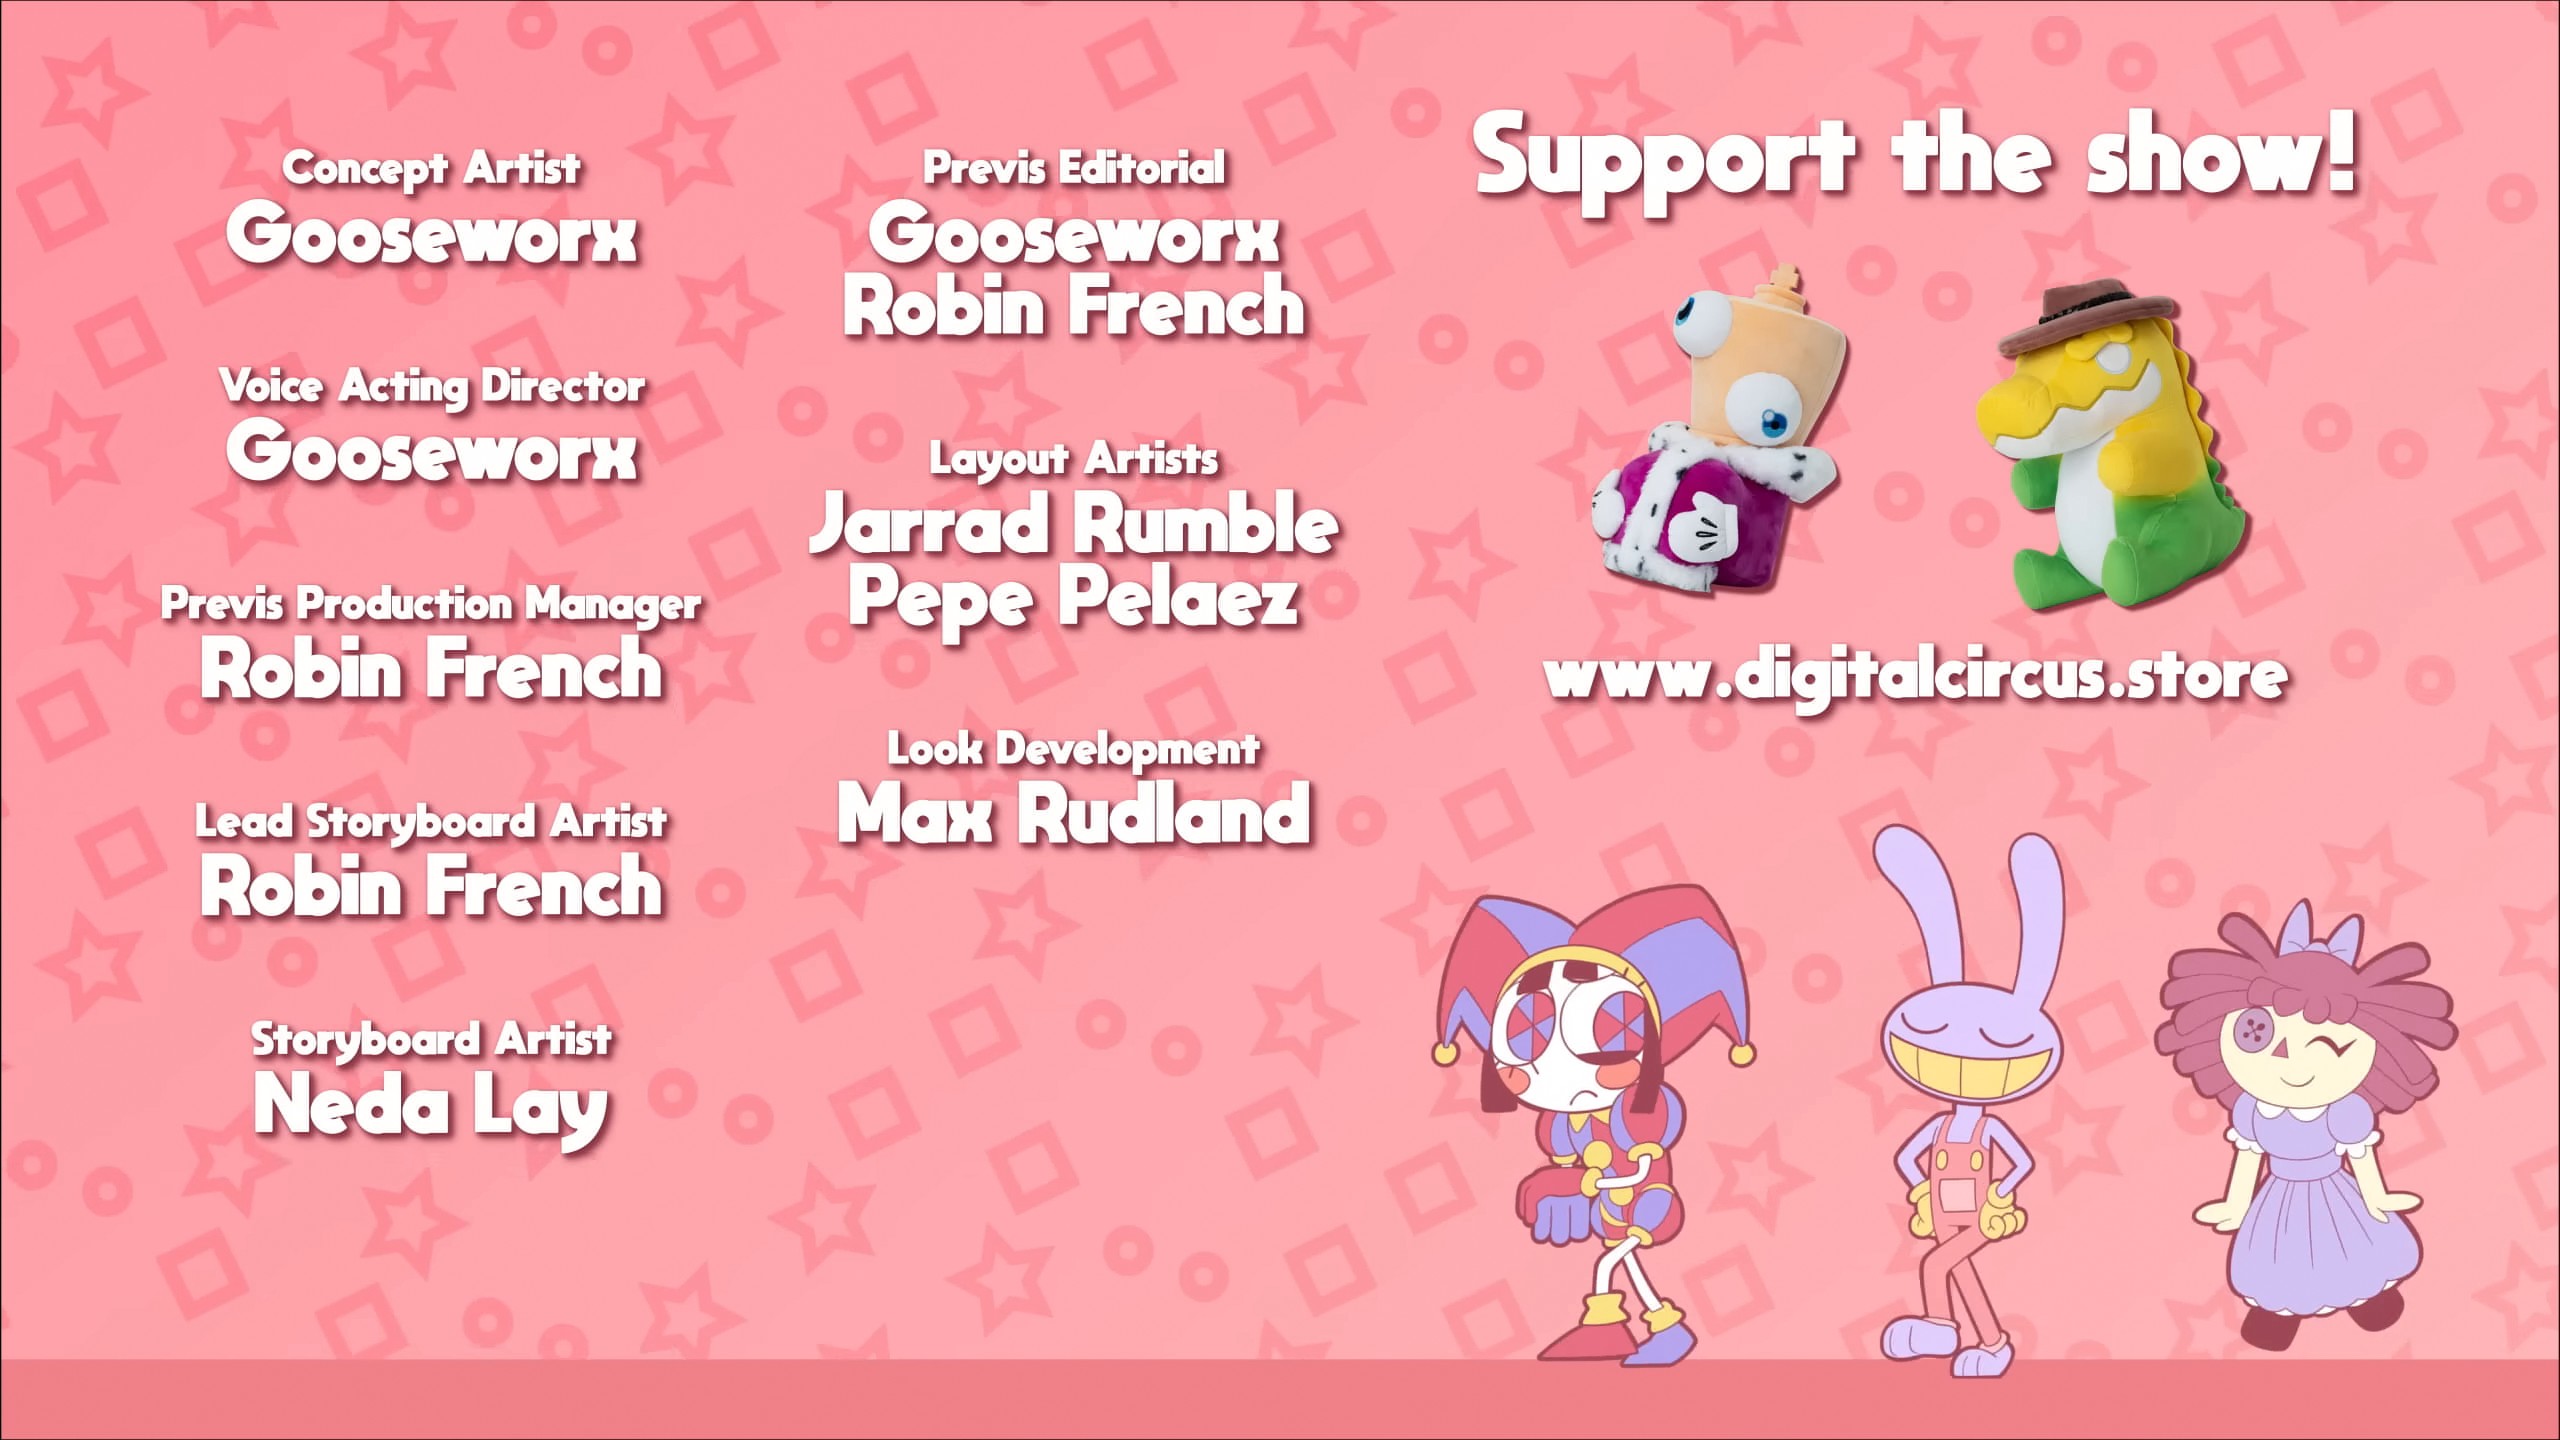 Concept Artist
Gooseworx
Voice Acting Director
Gooseworx
Previs Production Manager
Robin French
Lead Storyboard Artist
Robin French
Storyboard Artist
Neda Lay
Previs Editorial
Gooseworx
Robin French
Layout Artists
Jarrad Rumble
Pepe Pelaez
Look Development
Max Rudland
Support the show!
www.digitalcircus.store